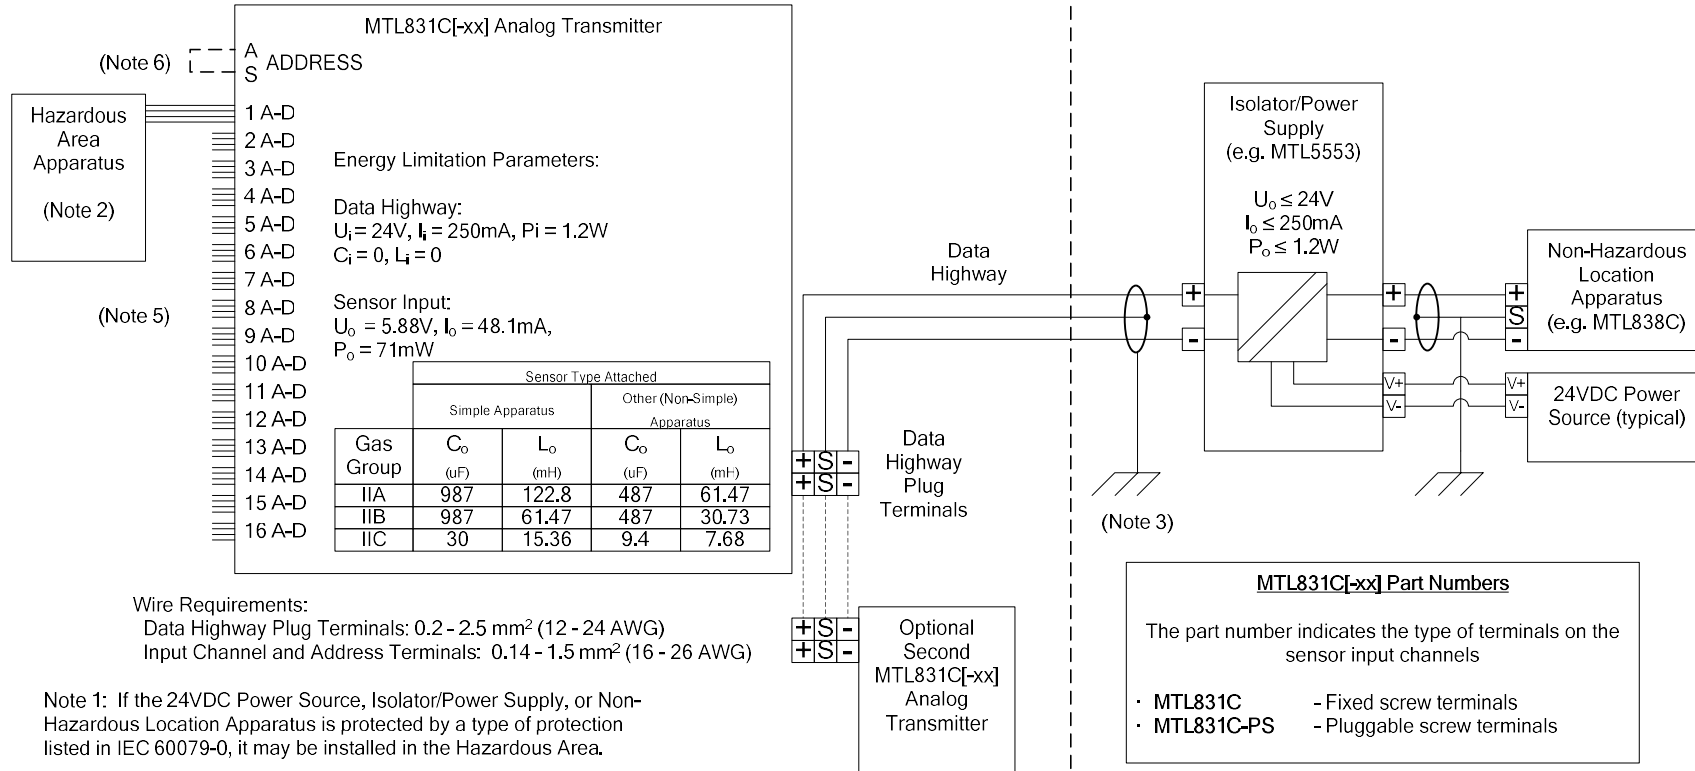 MTL831C[-xx] Analog Transmitter
(Note 6)
A
S
ADDRESS
Hazardous
Area
Apparatus
(Note 2)
(Note 5)
1 A-D
2 A-D
3 A-D
4 A-D
5 A-D
6 A-D
7 A-D
8 A-D
9 A-D
10 A-D
11 A-D
12 A-D
13 A-D
14 A-D
15 A-D
16 A-D
Energy Limitation Parameters:
Data Highway:
Ui = 24V, Ii = 250mA, Pi = 1.2W
Ci = 0, Li = 0
Sensor Input:
Uo = 5.88V, Io = 48.1mA,
Po = 71mW
Sensor Type Attached
Simple Apparatus
Other (Non-Simple)
Apparatus
Gas
Group
Co
(uF)
Lo
(mH)
Co
(uF)
Lo
(mH)
IIA 987 122.8 487 61.47
IIB 987 61.47 487 30.73
IIC 30 15.36 9.4 7.68
+ S -
+ S -
Data
Highway
Data
Highway
Plug
Terminals
+ S -
+ S -
Optional
Second
MTL831C[-xx]
Analog
Transmitter
Isolator/Power
Supply
(e.g. MTL5553)
Uo ≤ 24V
Io ≤ 250mA
Po ≤ 1.2W
+
-
+
-
V+
V-
Non-Hazardous
Location
Apparatus
(e.g. MTL838C)
+
S
-
V+
V-
24VDC Power
Source (typical)
(Note 3)
Wire Requirements:
Data Highway Plug Terminals: 0.2 - 2.5 mm² (12 - 24 AWG)
Input Channel and Address Terminals: 0.14 - 1.5 mm² (16 - 26 AWG)
Note 1: If the 24VDC Power Source, Isolator/Power Supply, or Non-
Hazardous Location Apparatus is protected by a type of protection
listed in IEC 60079-0, it may be installed in the Hazardous Area.
MTL831C[-xx] Part Numbers
The part number indicates the type of terminals on the
sensor input channels
· MTL831C - Fixed screw terminals
· MTL831C-PS - Pluggable screw terminals